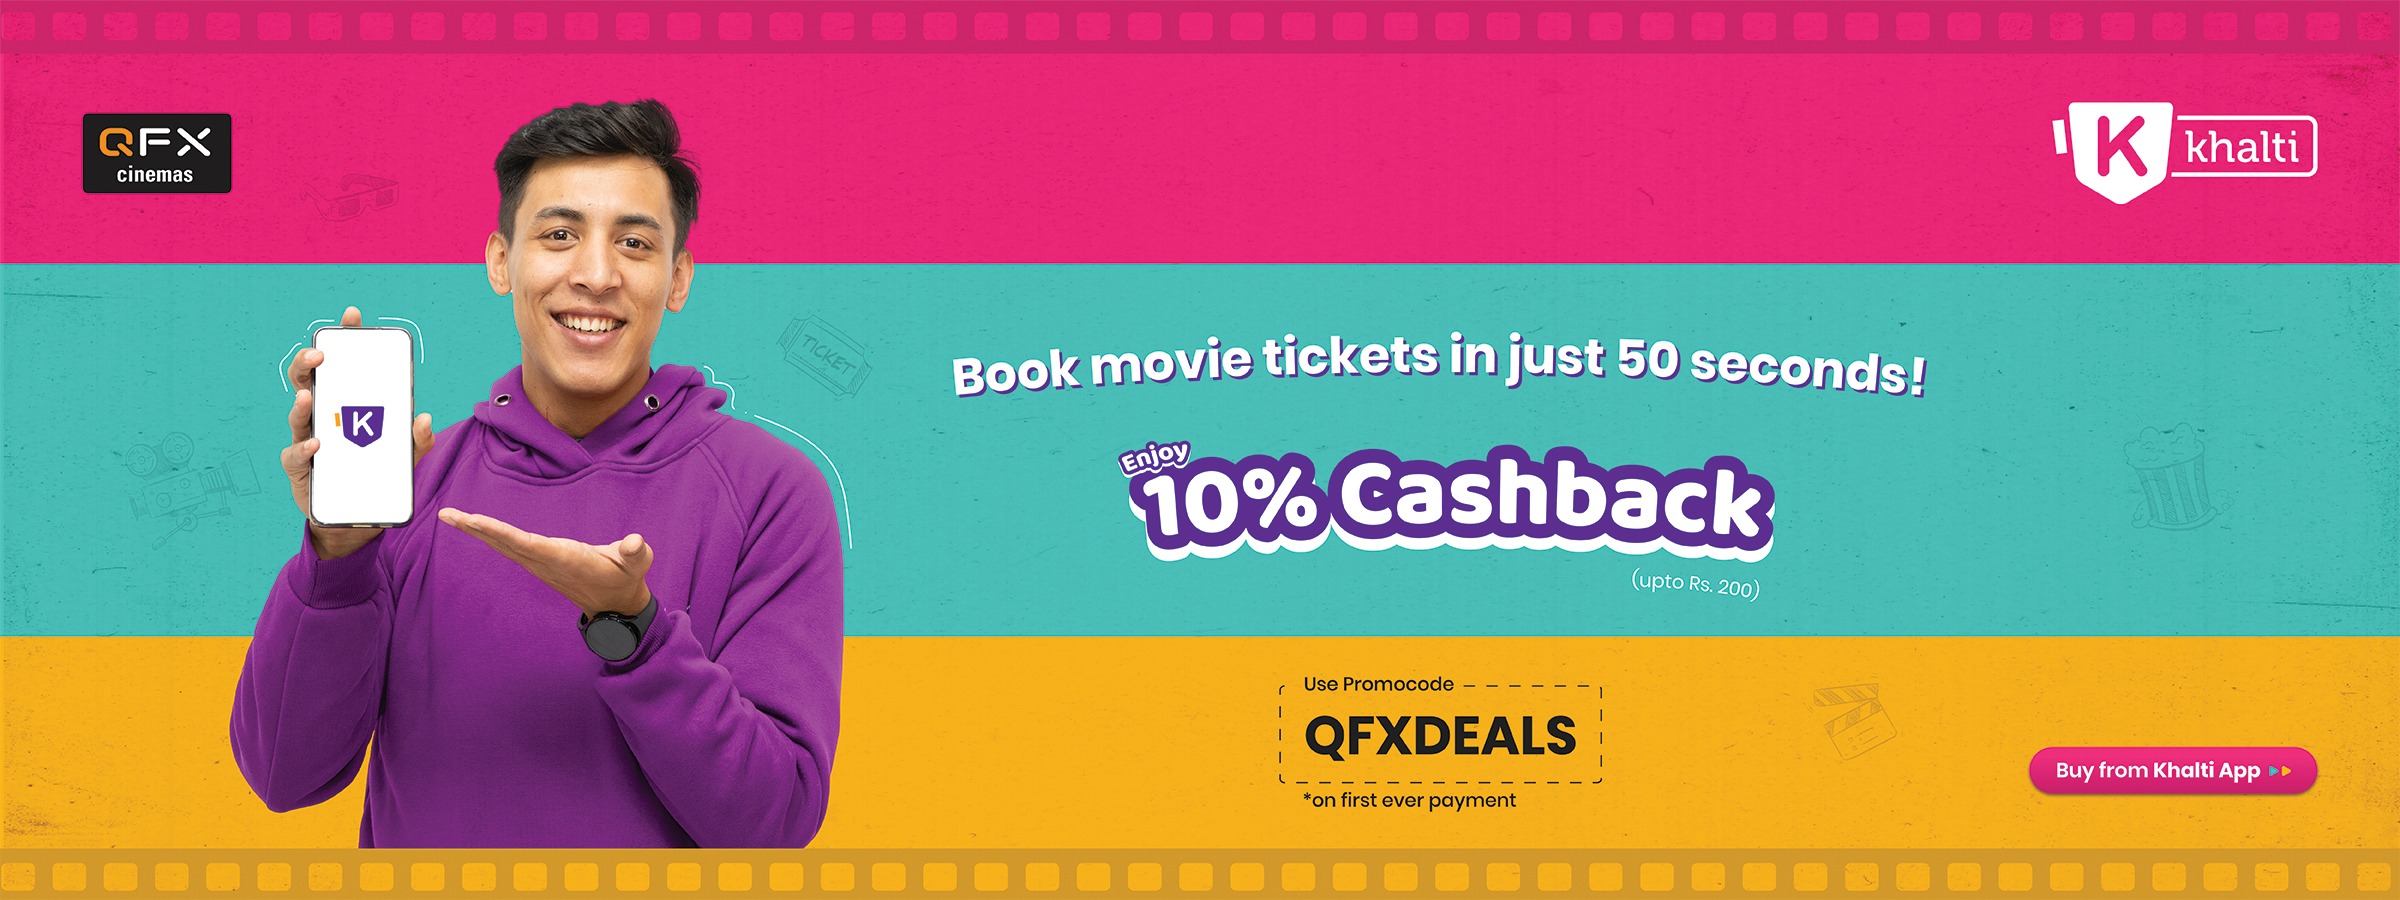 QFX
cinemas
K khalti
TICKET
K
Book movie tickets in just 50 seconds!
Enjoy
10% Cashback
(upto Rs. 200)
Use Promocode
QFXDEALS
*on first ever payment
Buy from Khalti App